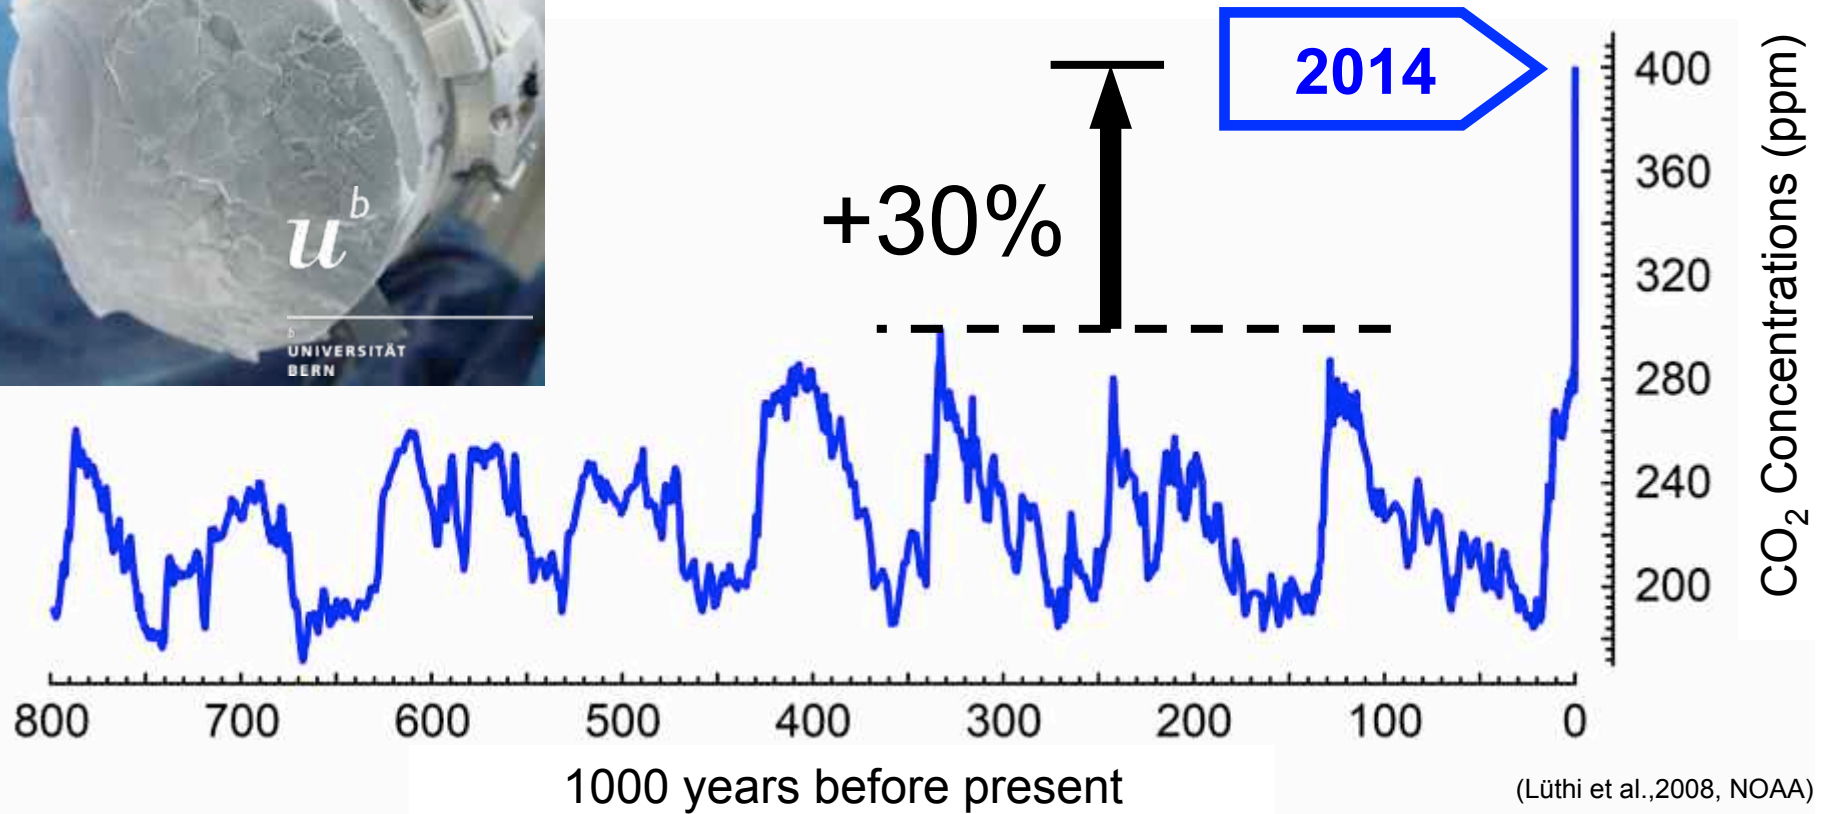 u^b
b
UNIVERSITÄT
BERN
2014
+30%
400
360
320
280
240
200
CO₂ Concentrations (ppm)
800 700 600 500 400 300 200 100 0
1000 years before present
(Lüthi et al.,2008, NOAA)